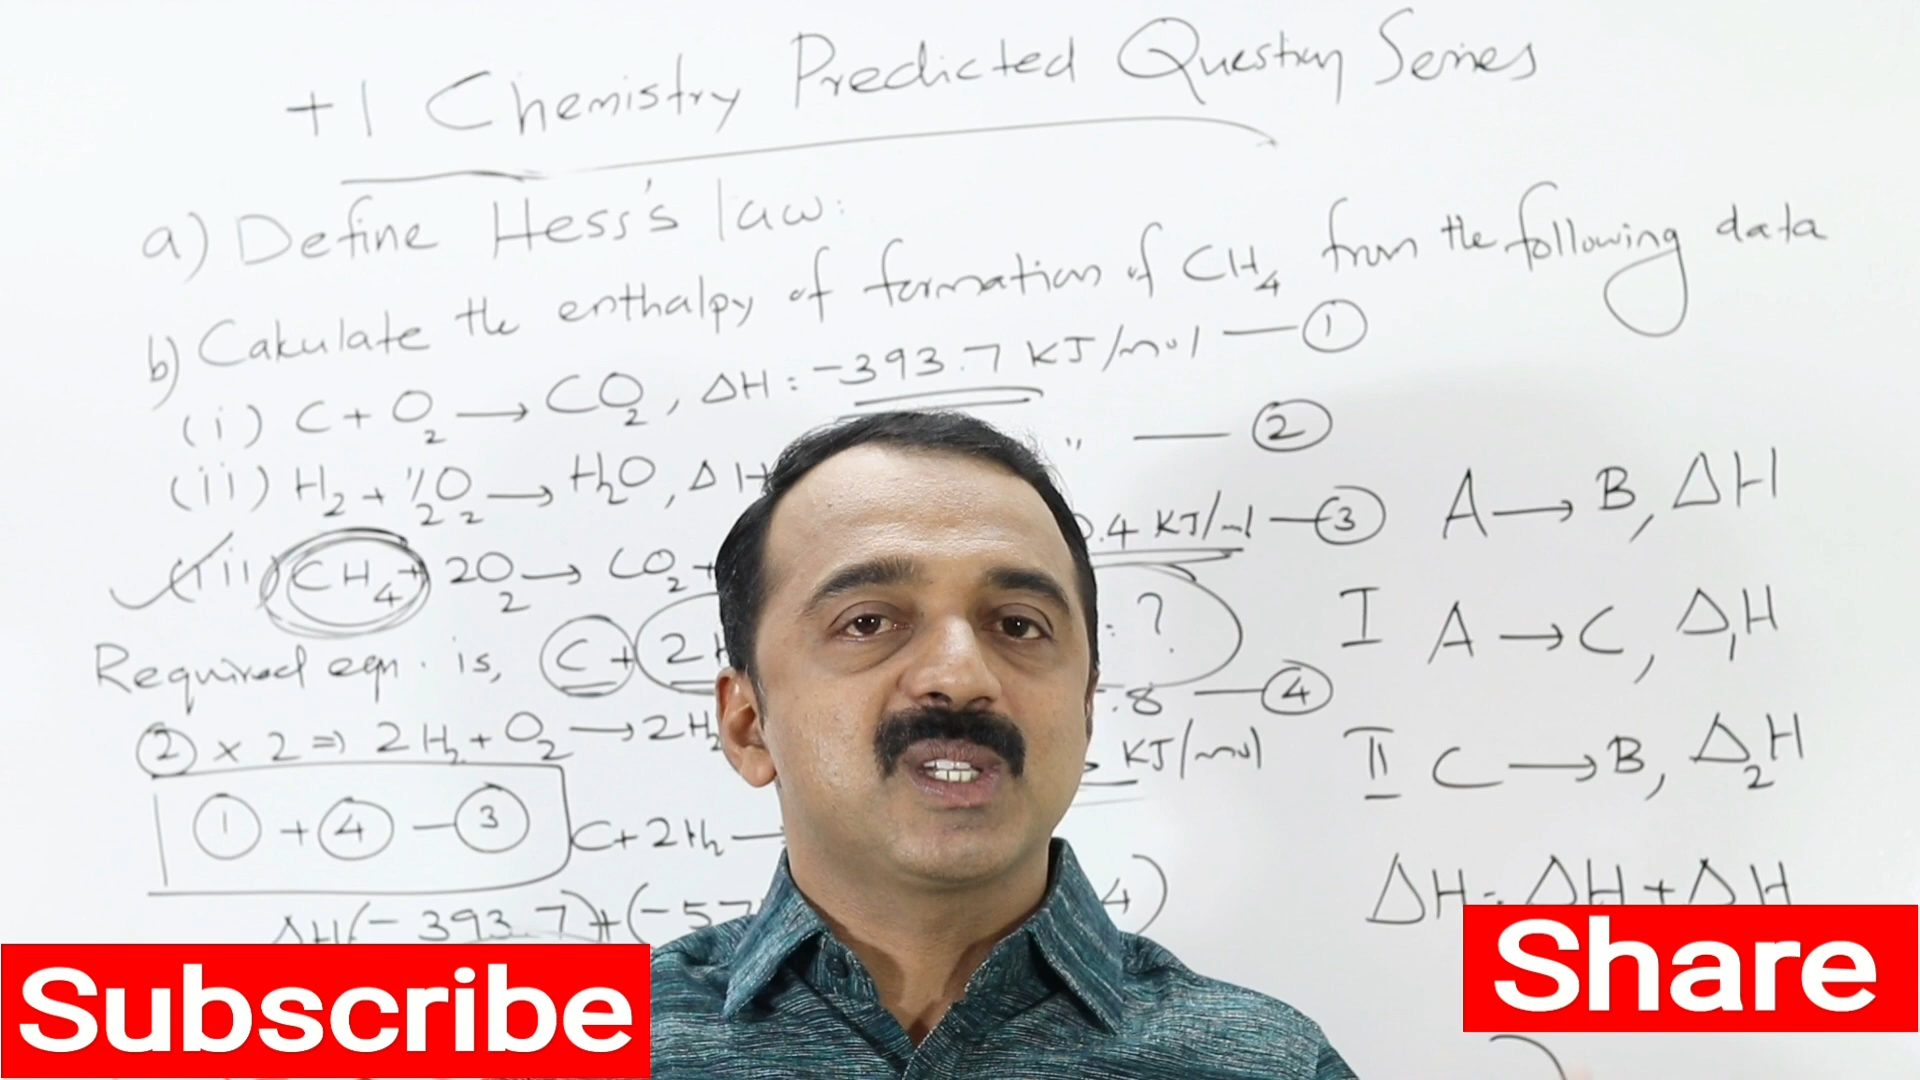 +1 Chemistry Predicted Question Series
a) Define Hess's law:
b) Calculate the enthalpy of formation of CH₄ from the following data
(i) C + O₂ → CO₂, ΔH = -393.7 KJ/mol — ①
(ii) H₂ + ½O₂ → H₂O, ΔH " — ②
(iii) CH₄ + 2O₂ → CO₂ + .4 KJ/mol — ③
Required eqn. is, C + 2H : ?
② × 2 ⇒ 2H₂ + O₂ → 2H₂ .8 — ④
KJ/mol
① + ④ — ③ C + 2H₂ →
ΔH (-393.7) + (-57 4)
A → B, ΔH
I A → C, Δ₁H
II C → B, Δ₂H
ΔH = ΔH + ΔH
Subscribe
Share